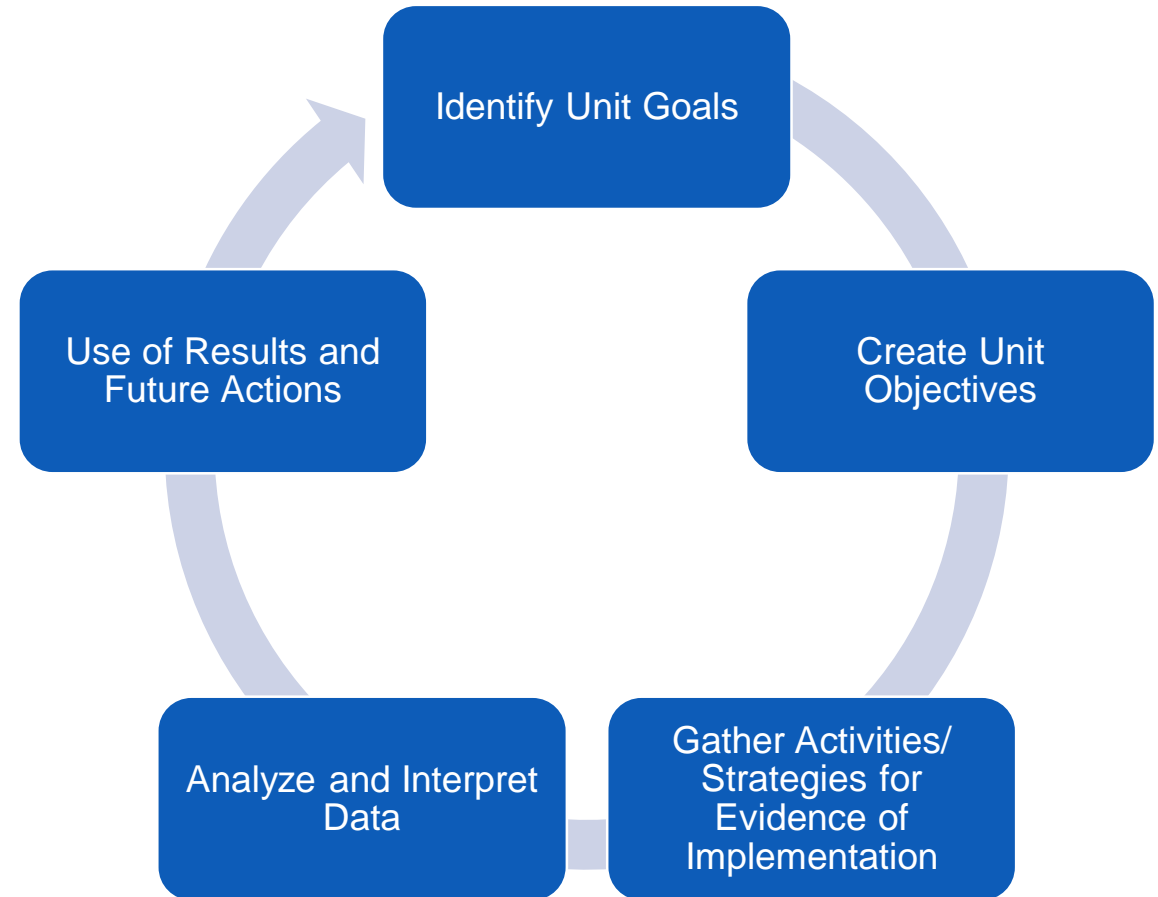 Identify Unit Goals
Create Unit
Objectives
Gather Activities/
Strategies for
Evidence of
Implementation
Analyze and Interpret
Data
Use of Results and
Future Actions